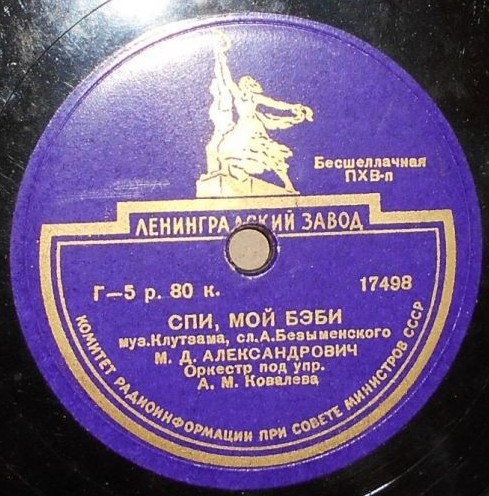 Бесшеллачная
ПХВ-п
ЛЕНИНГРАДСКИЙ ЗАВОД
Г—5 р. 80 к.
17498
СПИ, МОЙ БЭБИ
муз. Клутзама, сл. А. Безыменского
М. Д. АЛЕКСАНДРОВИЧ
Оркестр под упр.
А. М. Ковалева
КОМИТЕТ РАДИОИНФОРМАЦИИ ПРИ СОВЕТЕ МИНИСТРОВ СССР